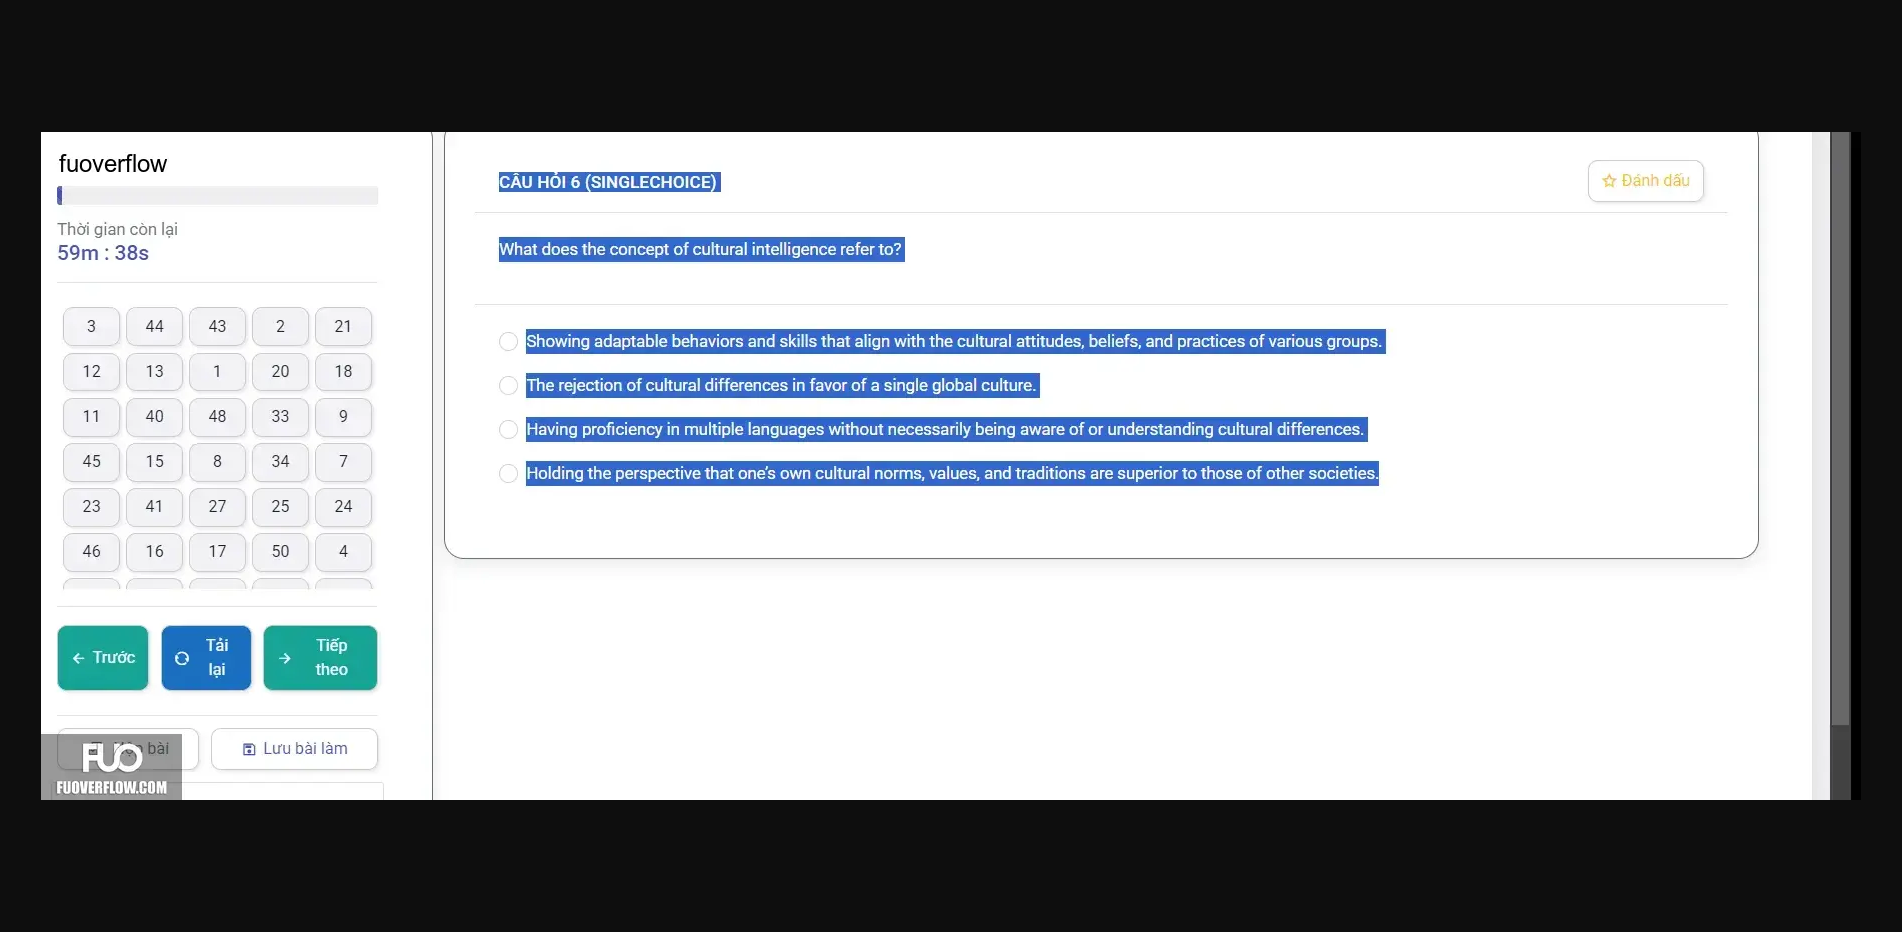 fuoverflow
Thời gian còn lại
59m : 38s
3 44 43 2 21
12 13 1 20 18
11 40 48 33 9
45 15 8 34 7
23 41 27 25 24
46 16 17 50 4
Trước
Tải
lại
Tiếp
theo
bài
Lưu bài làm
FUO
FUOVERFLOW.COM
CÂU HỎI 6 (SINGLECHOICE)
Đánh dấu
What does the concept of cultural intelligence refer to?
Showing adaptable behaviors and skills that align with the cultural attitudes, beliefs, and practices of various groups.
The rejection of cultural differences in favor of a single global culture.
Having proficiency in multiple languages without necessarily being aware of or understanding cultural differences.
Holding the perspective that one’s own cultural norms, values, and traditions are superior to those of other societies.